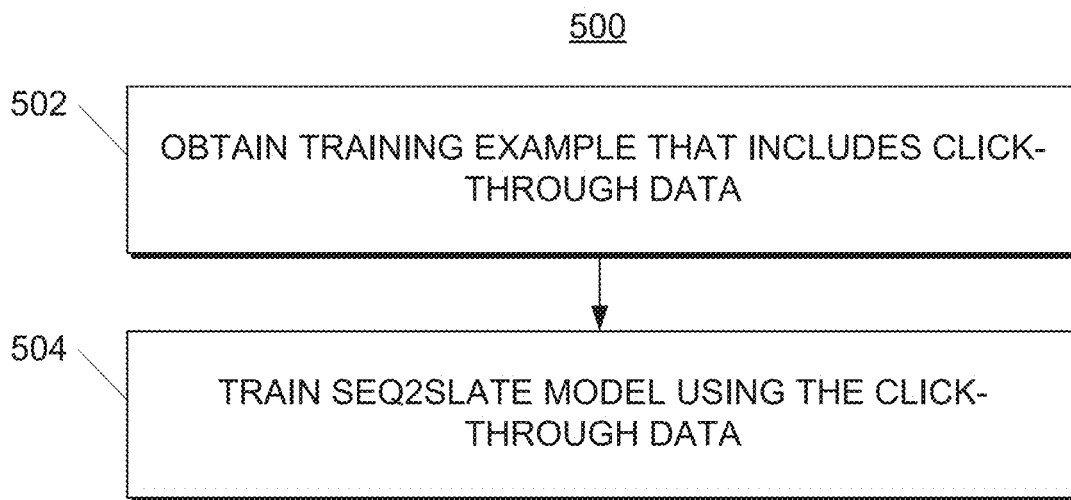 500
502
OBTAIN TRAINING EXAMPLE THAT INCLUDES CLICK-
THROUGH DATA
504
TRAIN SEQ2SLATE MODEL USING THE CLICK-
THROUGH DATA